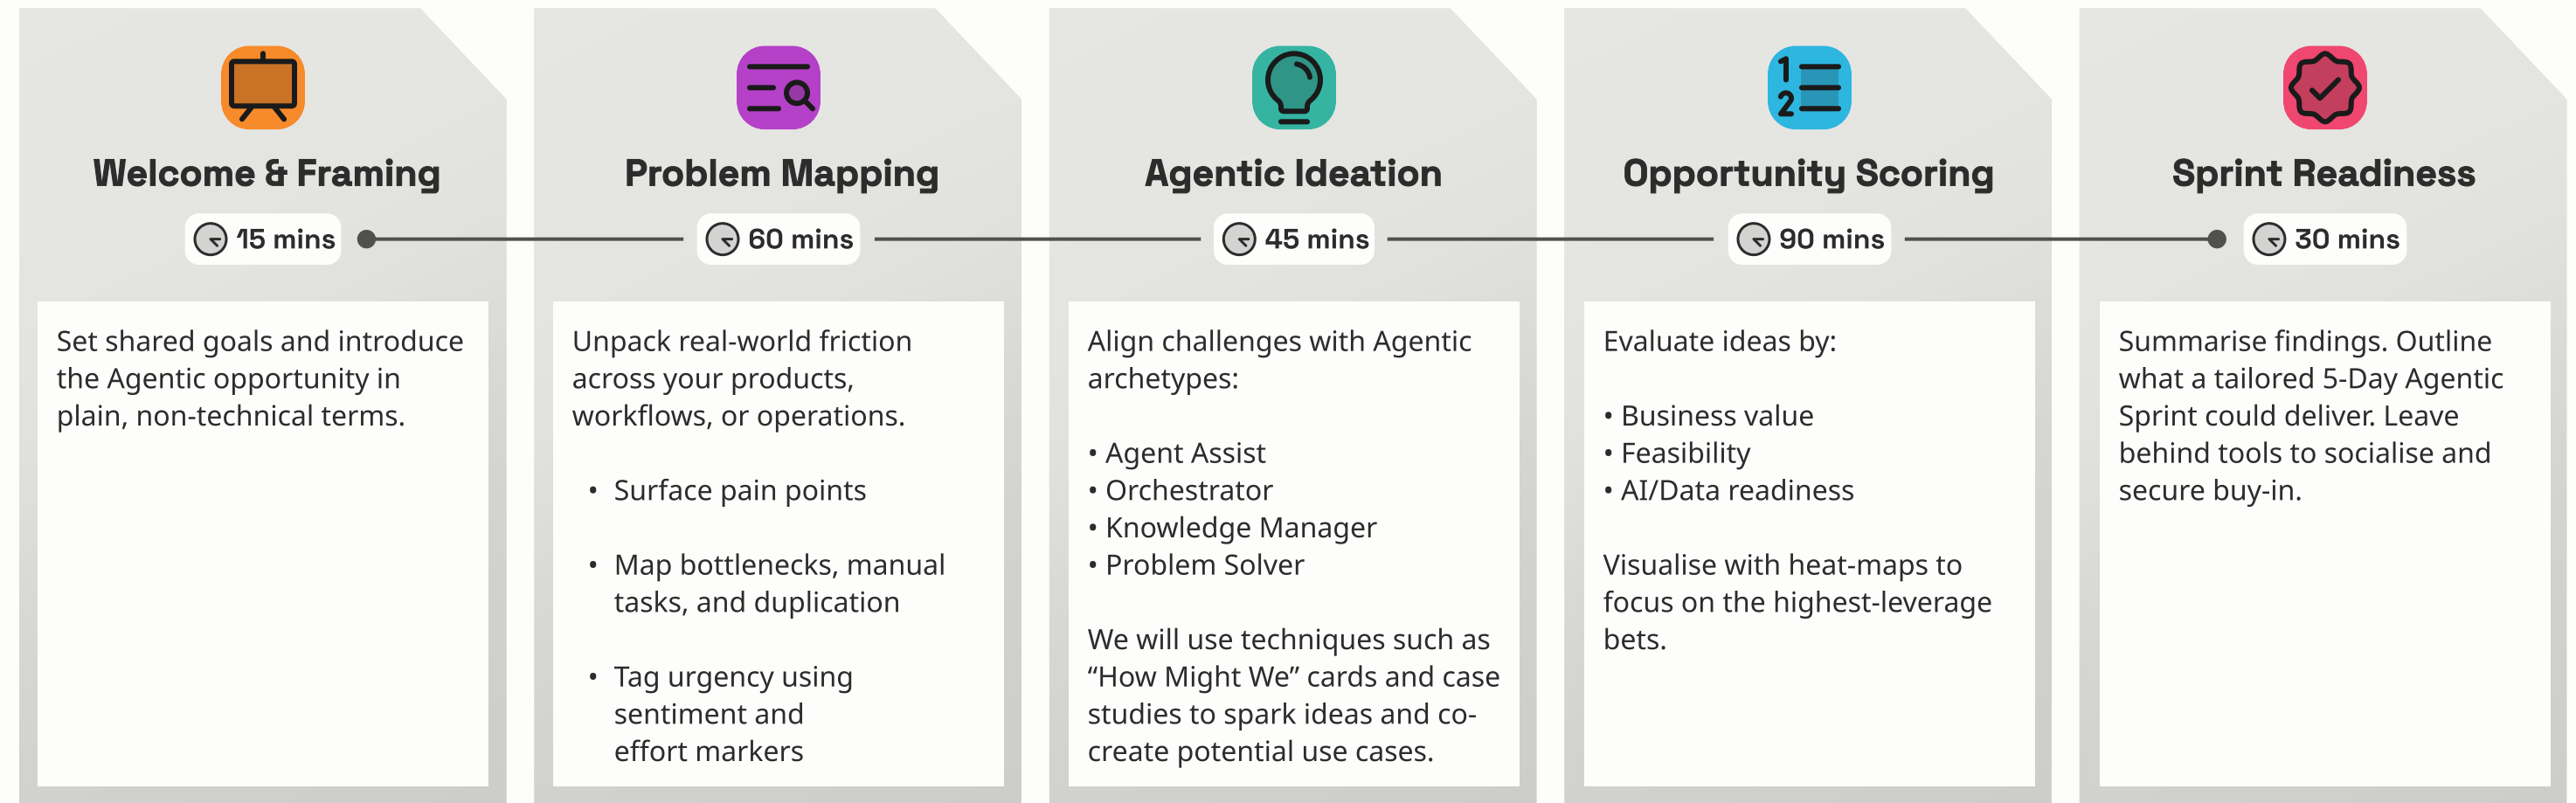 Welcome & Framing
15 mins
Set shared goals and introduce
the Agentic opportunity in
plain, non-technical terms.
Problem Mapping
60 mins
Unpack real-world friction
across your products,
workflows, or operations.
• Surface pain points
• Map bottlenecks, manual
tasks, and duplication
• Tag urgency using
sentiment and
effort markers
Agentic Ideation
45 mins
Align challenges with Agentic
archetypes:
• Agent Assist
• Orchestrator
• Knowledge Manager
• Problem Solver
We will use techniques such as
“How Might We” cards and case
studies to spark ideas and co-
create potential use cases.
1
2
Opportunity Scoring
90 mins
Evaluate ideas by:
• Business value
• Feasibility
• AI/Data readiness
Visualise with heat-maps to
focus on the highest-leverage
bets.
Sprint Readiness
30 mins
Summarise findings. Outline
what a tailored 5-Day Agentic
Sprint could deliver. Leave
behind tools to socialise and
secure buy-in.